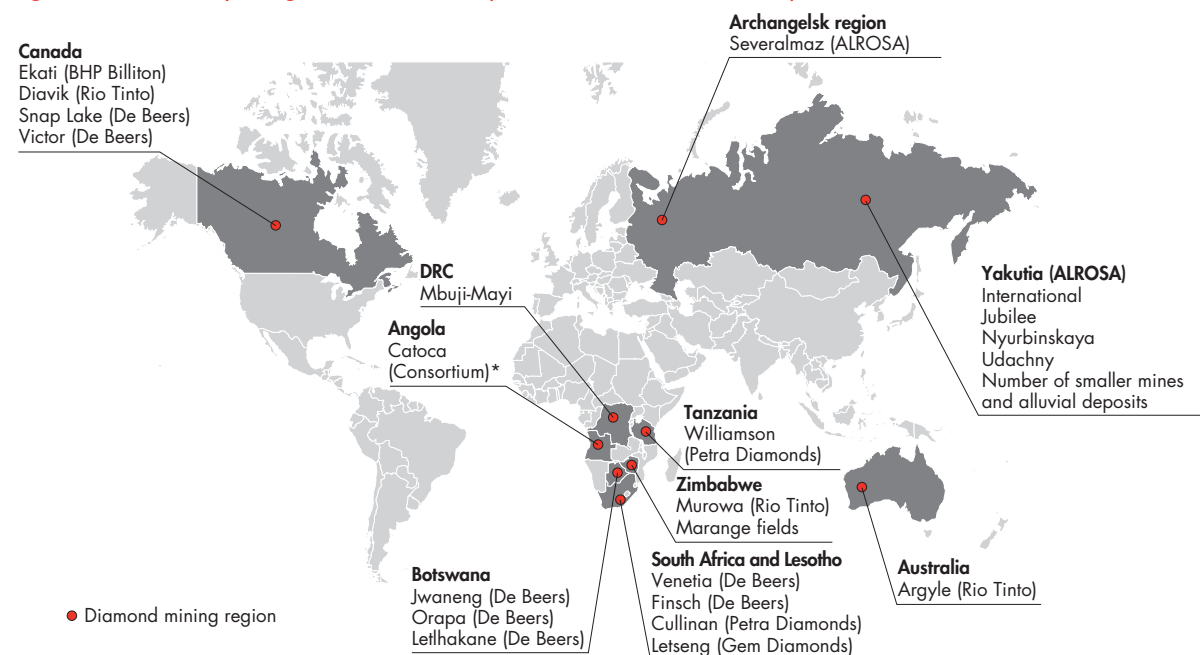 Archangelsk region
Severalmaz (ALROSA)
Canada
Ekati (BHP Billiton)
Diavik (Rio Tinto)
Snap Lake (De Beers)
Victor (De Beers)
DRC
Mbuji-Mayi
Angola
Catoca
(Consortium)*
Yakutia (ALROSA)
International
Jubilee
Nyurbinskaya
Udachny
Number of smaller mines
and alluvial deposits
Tanzania
Williamson
(Petra Diamonds)
Zimbabwe
Murowa (Rio Tinto)
Marange fields
South Africa and Lesotho
Venetia (De Beers)
Finsch (De Beers)
Cullinan (Petra Diamonds)
Letseng (Gem Diamonds)
Botswana
Jwaneng (De Beers)
Orapa (De Beers)
Letlhakane (De Beers)
Australia
Argyle (Rio Tinto)
Diamond mining region